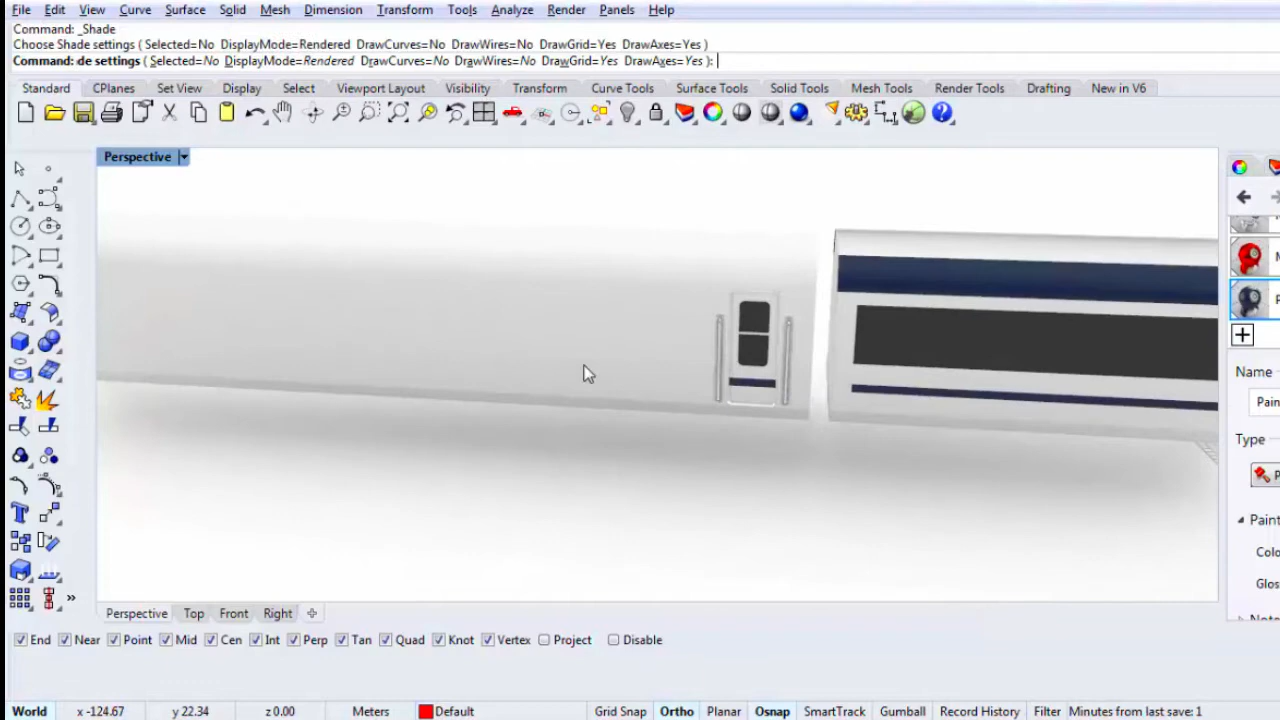 File Edit View Curve Surface Solid Mesh Dimension Transform Tools Analyze Render Panels Help
Command: _Shade
Choose Shade settings ( Selected=No DisplayMode=Rendered DrawCurves=No DrawWires=No DrawGrid=Yes DrawAxes=Yes )
Command: de settings ( Selected=No DisplayMode=Rendered DrawCurves=No DrawWires=No DrawGrid=Yes DrawAxes=Yes ):
Standard CPlanes Set View Display Select Viewport Layout Visibility Transform Curve Tools Surface Tools Solid Tools Mesh Tools Render Tools Drafting New in V6
Perspective
Name
Pain
Type
P
Paint
Colo
Glos
Perspective Top Front Right
End Near Point Mid Cen Int Perp Tan Quad Knot Vertex Project Disable
World x -124.67 y 22.34 z 0.00 Meters Default Grid Snap Ortho Planar Osnap SmartTrack Gumball Record History Filter Minutes from last save: 1